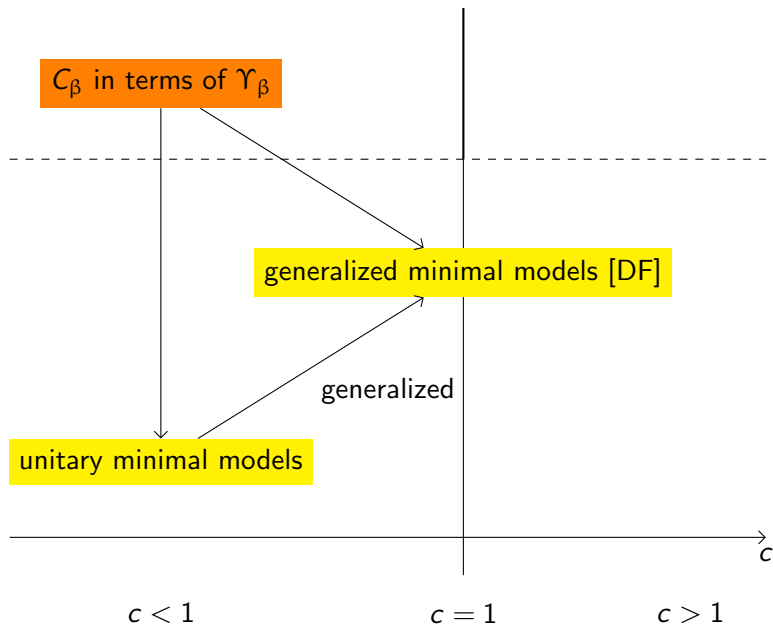 C_β in terms of ϒ_β
generalized minimal models [DF]
generalized
unitary minimal models
c
c < 1
c = 1
c > 1